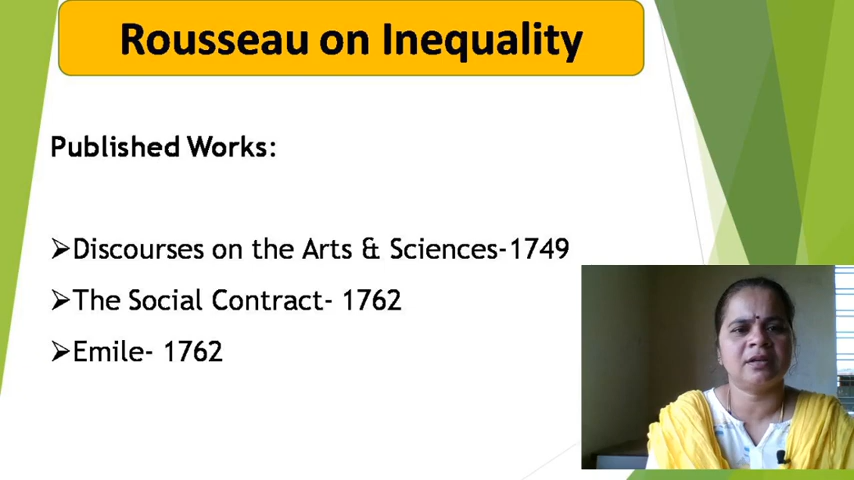 Rousseau on Inequality
Published Works:
➢Discourses on the Arts & Sciences-1749
➢The Social Contract- 1762
➢Emile- 1762